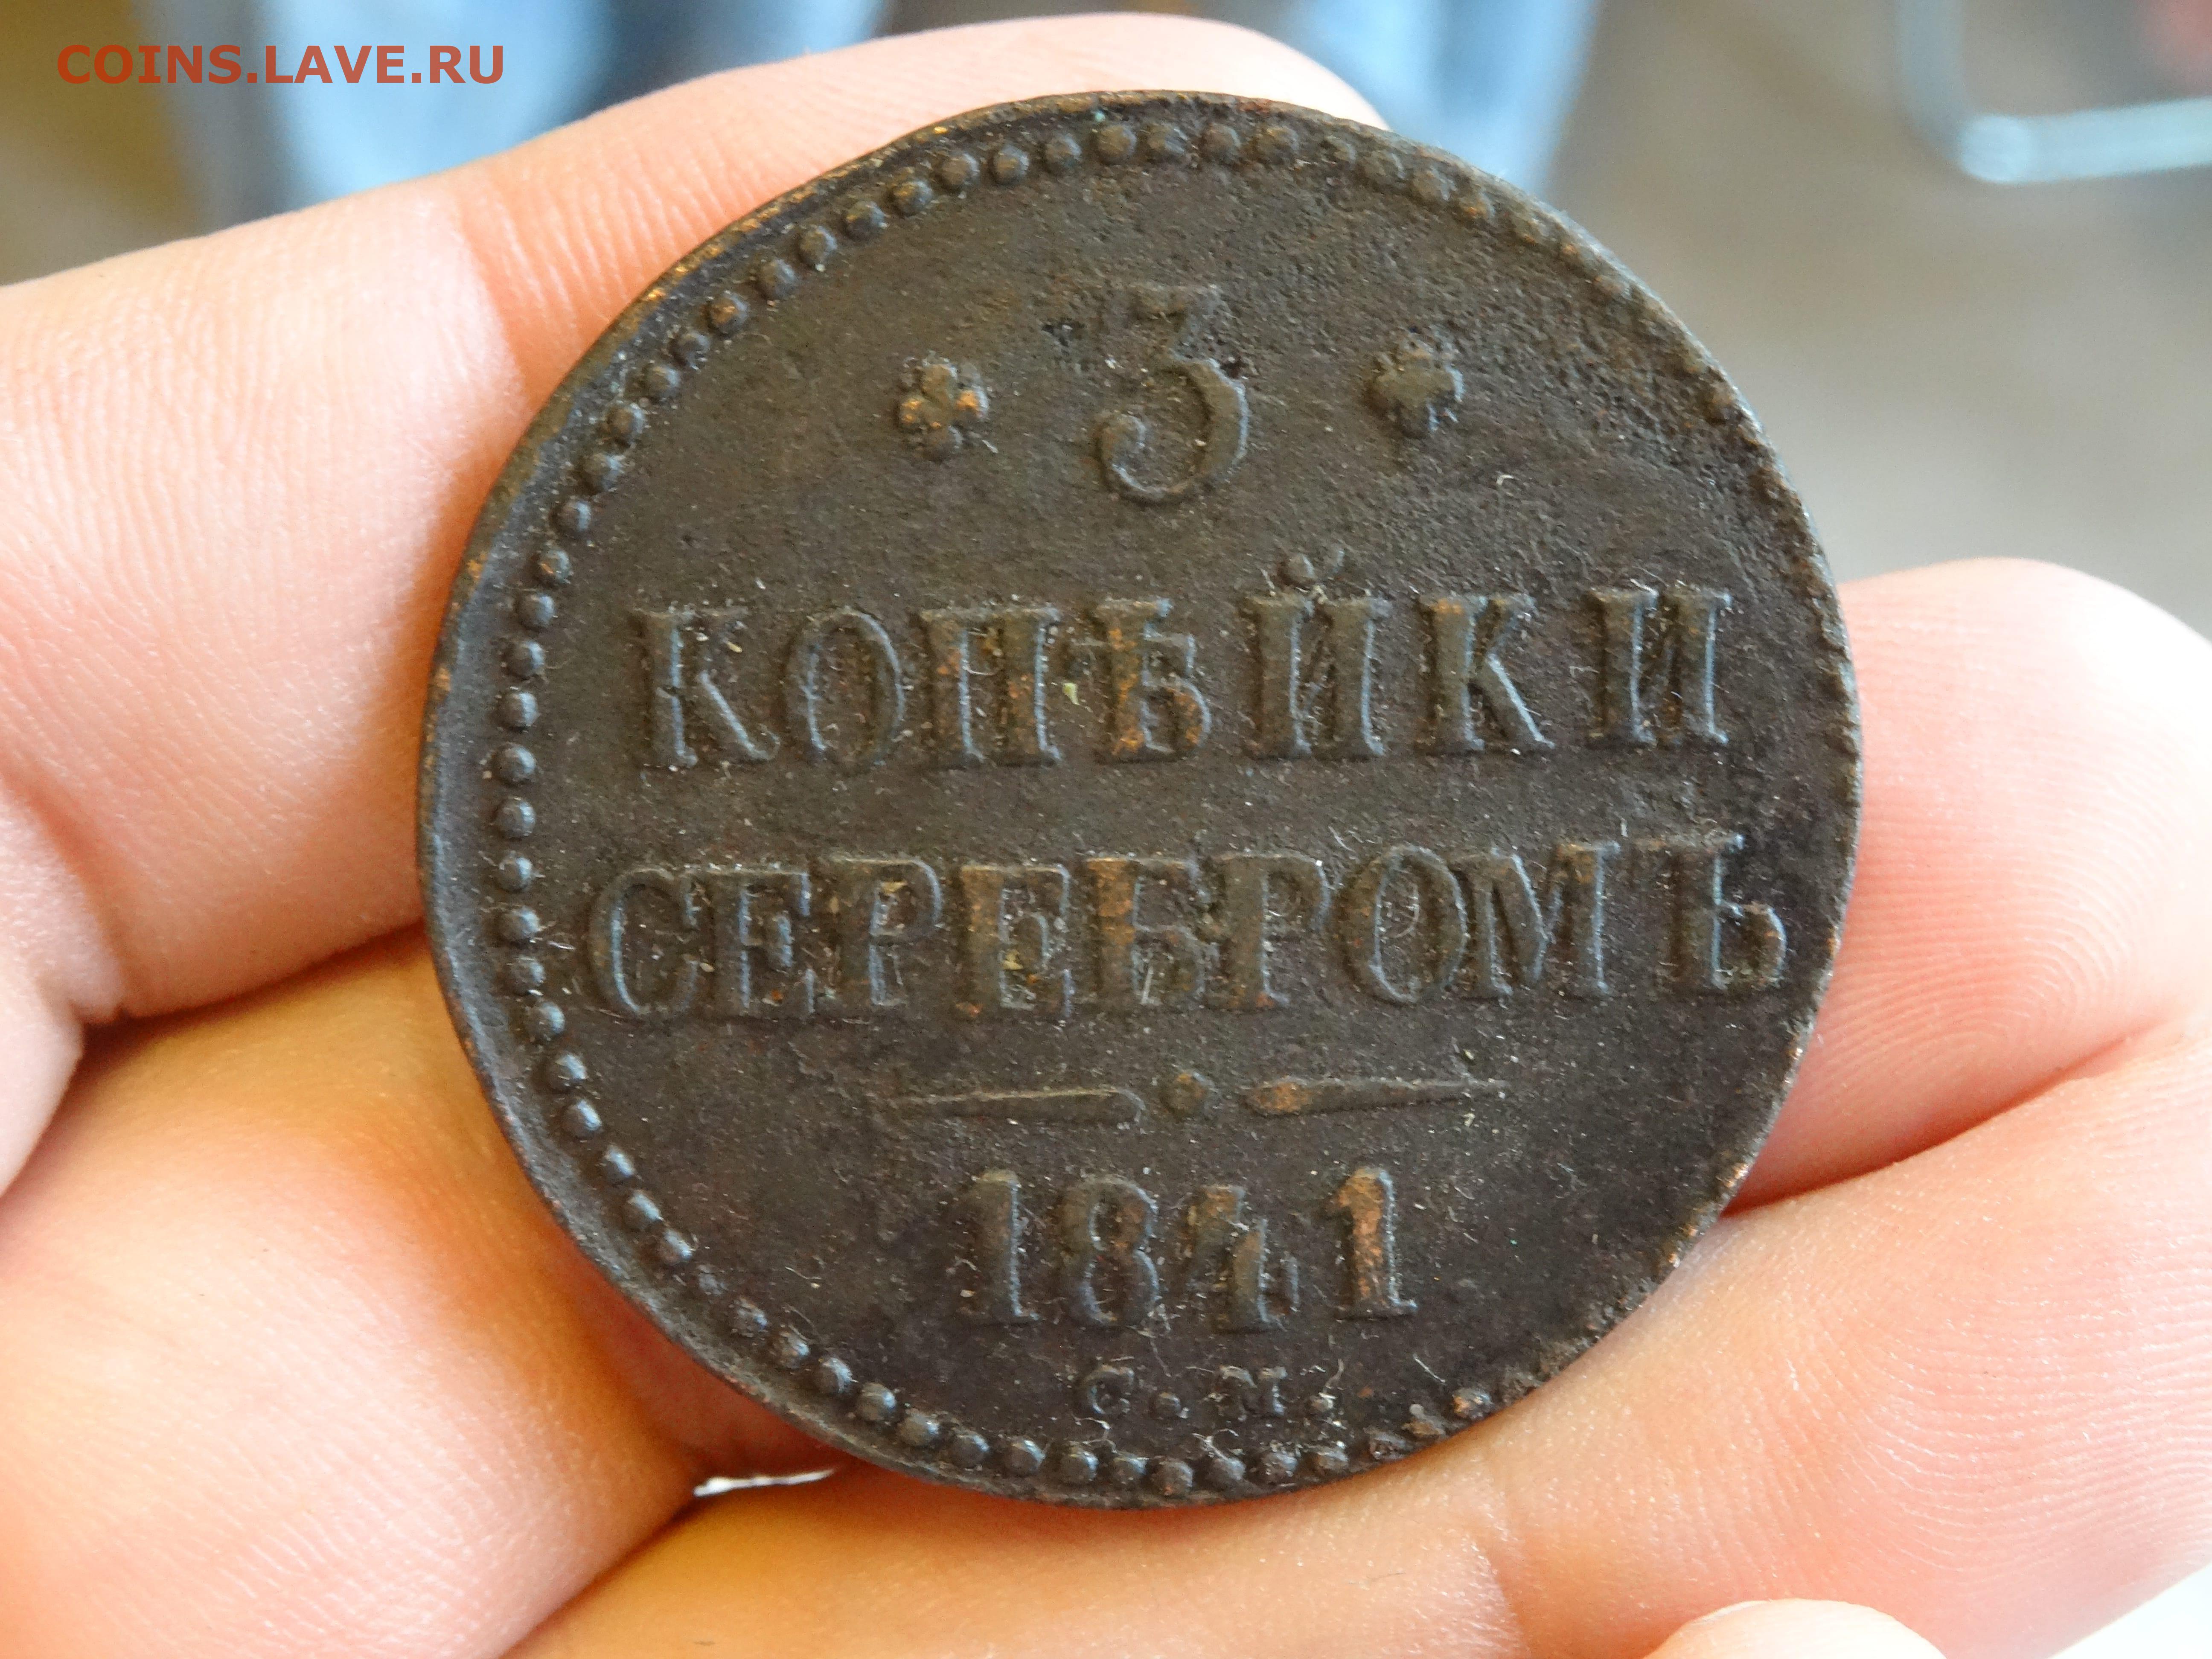 COINS.LAVE.RU
3
КОПѢЙКИ
СЕРЕБРОМЪ
1841
С.М.